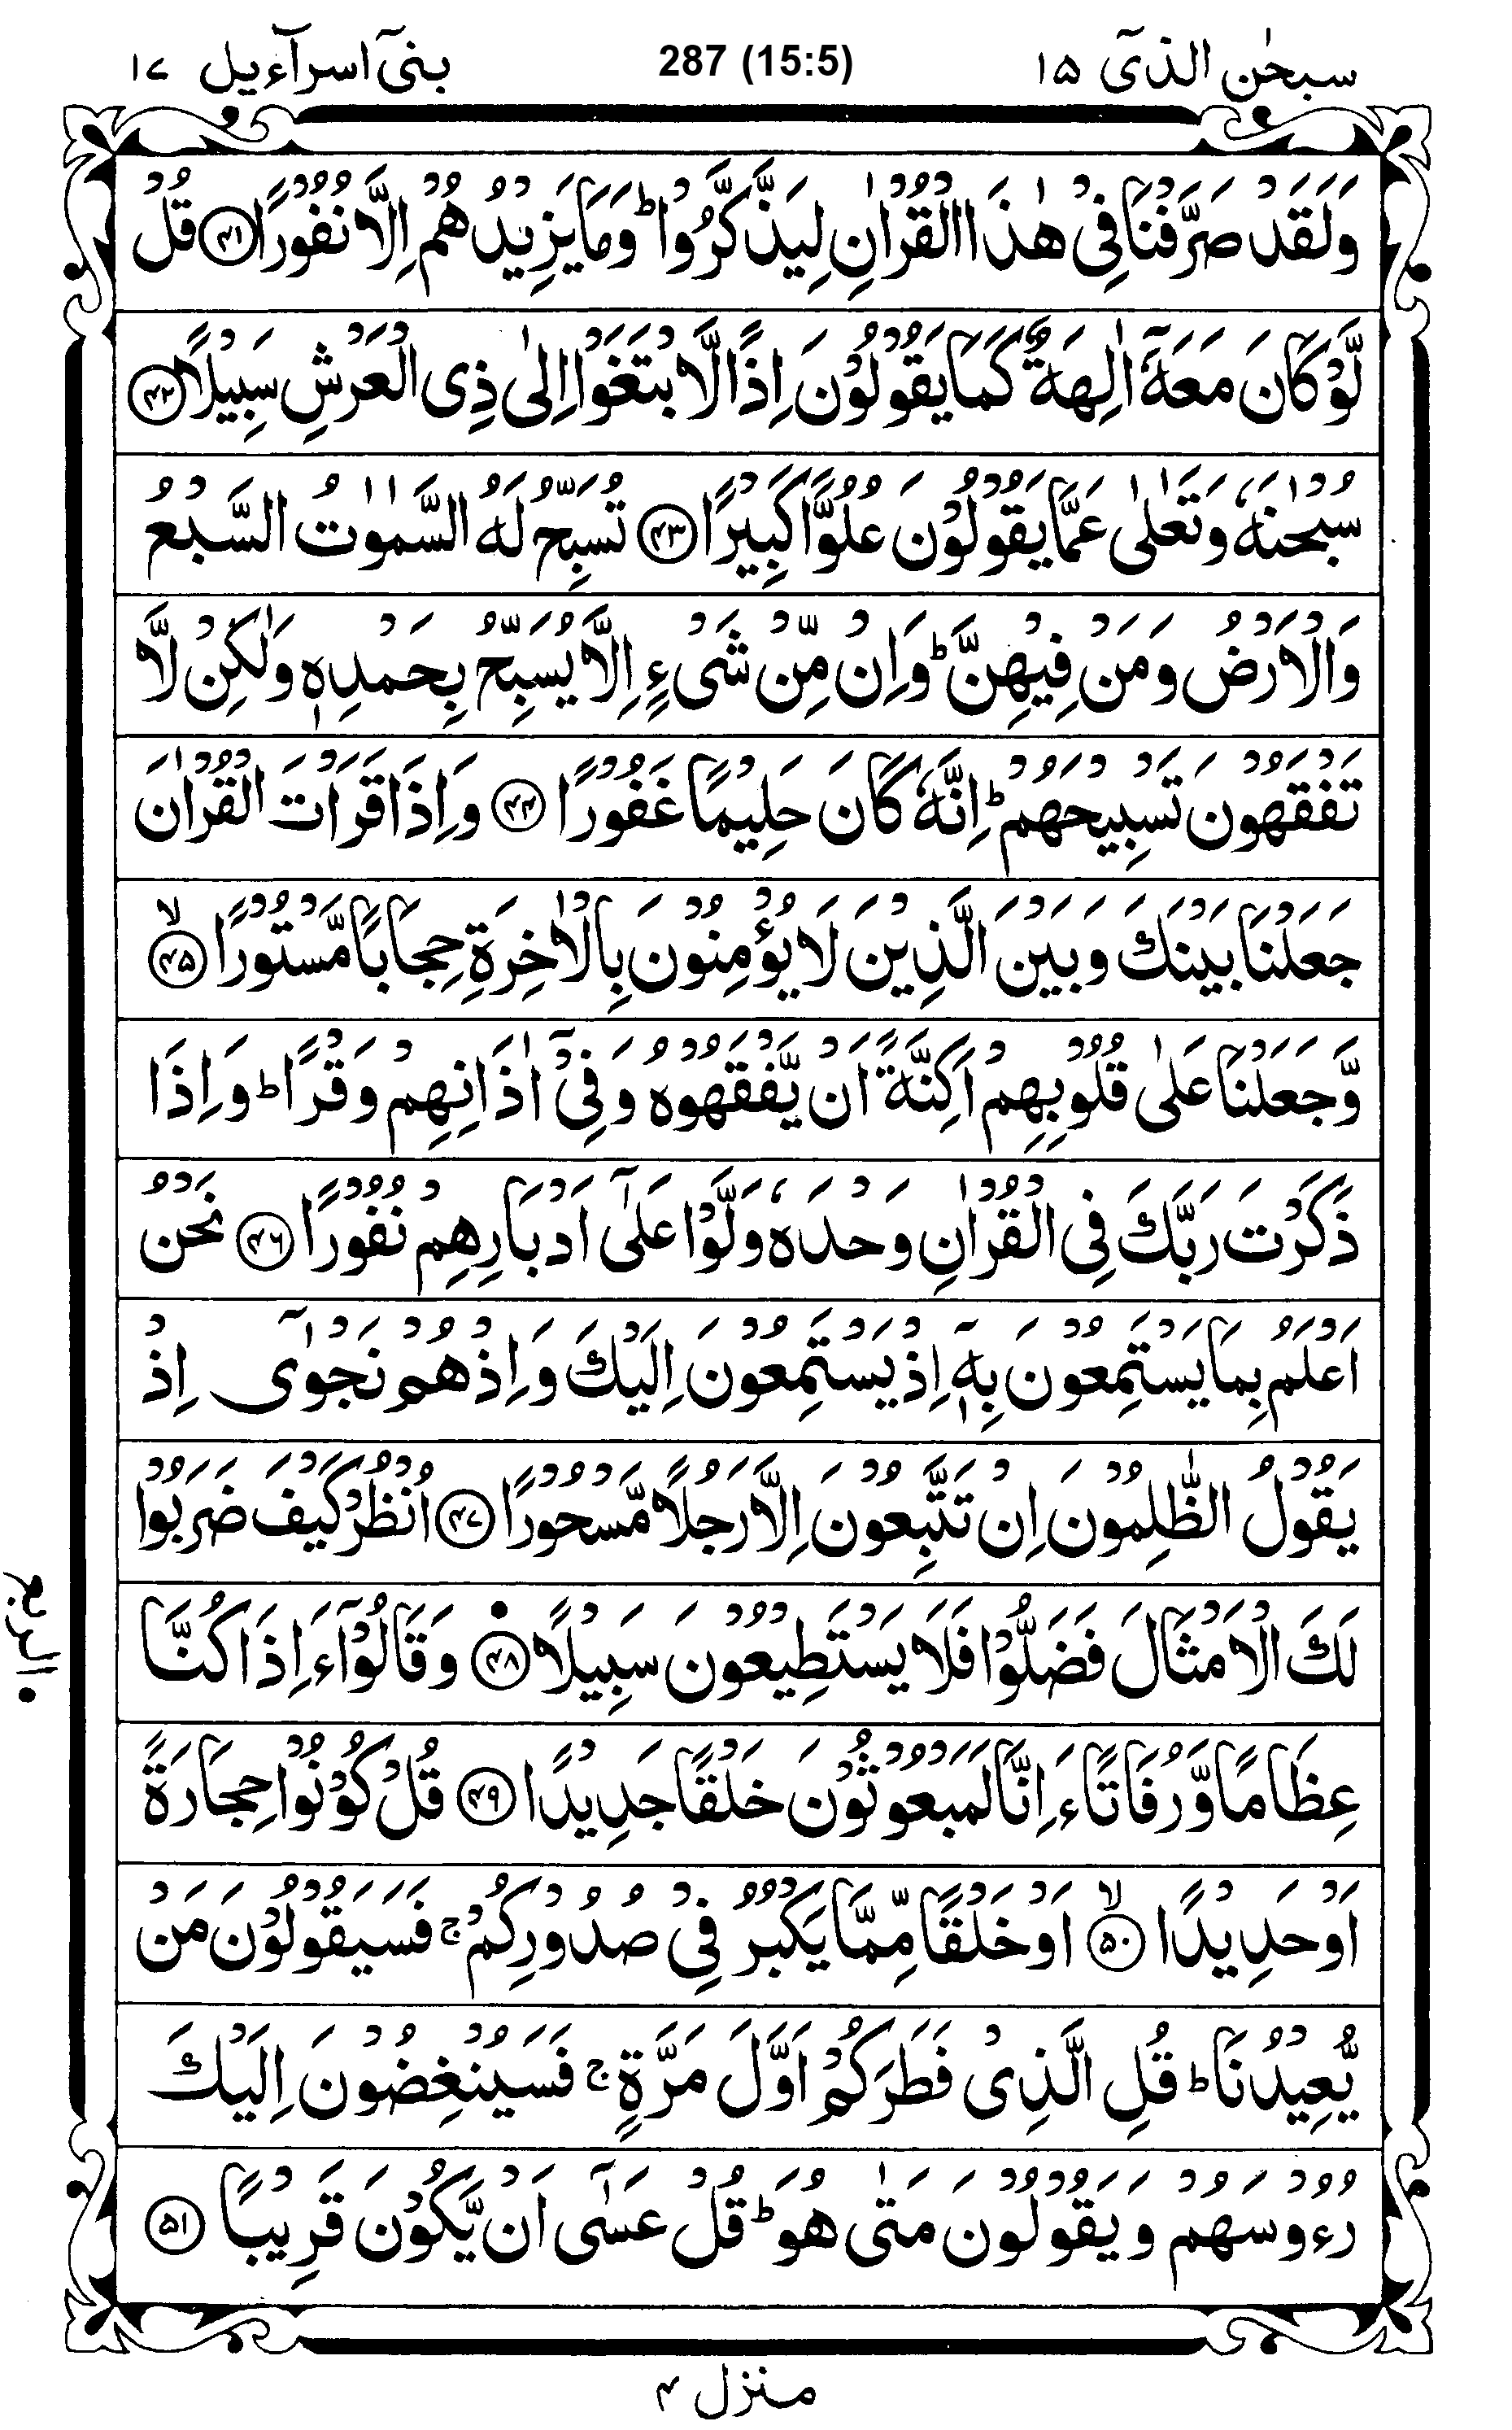 سبحٰن الذیٓ ۱۵
287 (15:5)
بنیٓ اسرآءیل ۱۷
وَلَقَدْ صَرَّفْنَا فِیْ هٰذَا الْقُرْاٰنِ لِیَذَّكَّرُوْا ؕ وَمَا یَزِیْدُهُمْ اِلَّا نُفُوْرًا ﴿۴۱﴾ قُلْ
لَّوْ كَانَ مَعَهٗۤ اٰلِهَةٌ كَمَا یَقُوْلُوْنَ اِذًا لَّابْتَغَوْا اِلٰی ذِی الْعَرْشِ سَبِیْلًا ﴿۴۲﴾
سُبْحٰنَهٗ وَتَعٰلٰی عَمَّا یَقُوْلُوْنَ عُلُوًّا كَبِیْرًا ﴿۴۳﴾ تُسَبِّحُ لَهُ السَّمٰوٰتُ السَّبْعُ
وَالْاَرْضُ وَمَنْ فِیْهِنَّ ؕ وَاِنْ مِّنْ شَیْءٍ اِلَّا یُسَبِّحُ بِحَمْدِهٖ وَلٰكِنْ لَّا
تَفْقَهُوْنَ تَسْبِیْحَهُمْ ؕ اِنَّهٗ كَانَ حَلِیْمًا غَفُوْرًا ﴿۴۴﴾ وَاِذَا قَرَاْتَ الْقُرْاٰنَ
جَعَلْنَا بَیْنَكَ وَبَیْنَ الَّذِیْنَ لَا یُؤْمِنُوْنَ بِالْاٰخِرَةِ حِجَابًا مَّسْتُوْرًا ﴿۴۵﴾ ۙ
وَّجَعَلْنَا عَلٰی قُلُوْبِهِمْ اَكِنَّةً اَنْ یَّفْقَهُوْهُ وَفِیْۤ اٰذَانِهِمْ وَقْرًا ؕ وَاِذَا
ذَكَرْتَ رَبَّكَ فِی الْقُرْاٰنِ وَحْدَهٗ وَلَّوْا عَلٰۤی اَدْبَارِهِمْ نُفُوْرًا ﴿۴۶﴾ نَحْنُ
اَعْلَمُ بِمَا یَسْتَمِعُوْنَ بِهٖۤ اِذْ یَسْتَمِعُوْنَ اِلَیْكَ وَاِذْ هُمْ نَجْوٰۤی اِذْ
یَقُوْلُ الظّٰلِمُوْنَ اِنْ تَتَّبِعُوْنَ اِلَّا رَجُلًا مَّسْحُوْرًا ﴿۴۷﴾ اُنْظُرْ كَیْفَ ضَرَبُوْا
لَكَ الْاَمْثَالَ فَضَلُّوْا فَلَا یَسْتَطِیْعُوْنَ سَبِیْلًا ﴿۴۸﴾ وَقَالُوْۤا ءَاِذَا كُنَّا
الربع
عِظَامًا وَّرُفَاتًا ءَاِنَّا لَمَبْعُوْثُوْنَ خَلْقًا جَدِیْدًا ﴿۴۹﴾ قُلْ كُوْنُوْا حِجَارَةً
اَوْ حَدِیْدًا ﴿۵۰﴾ ۙ اَوْ خَلْقًا مِّمَّا یَكْبُرُ فِیْ صُدُوْرِكُمْ ۚ فَسَیَقُوْلُوْنَ مَنْ
یُّعِیْدُنَا ؕ قُلِ الَّذِیْ فَطَرَكُمْ اَوَّلَ مَرَّةٍ ۚ فَسَیُنْغِضُوْنَ اِلَیْكَ
رُءُوْسَهُمْ وَیَقُوْلُوْنَ مَتٰی هُوَ ؕ قُلْ عَسٰۤی اَنْ یَّكُوْنَ قَرِیْبًا ﴿۵۱﴾
منزل ۴